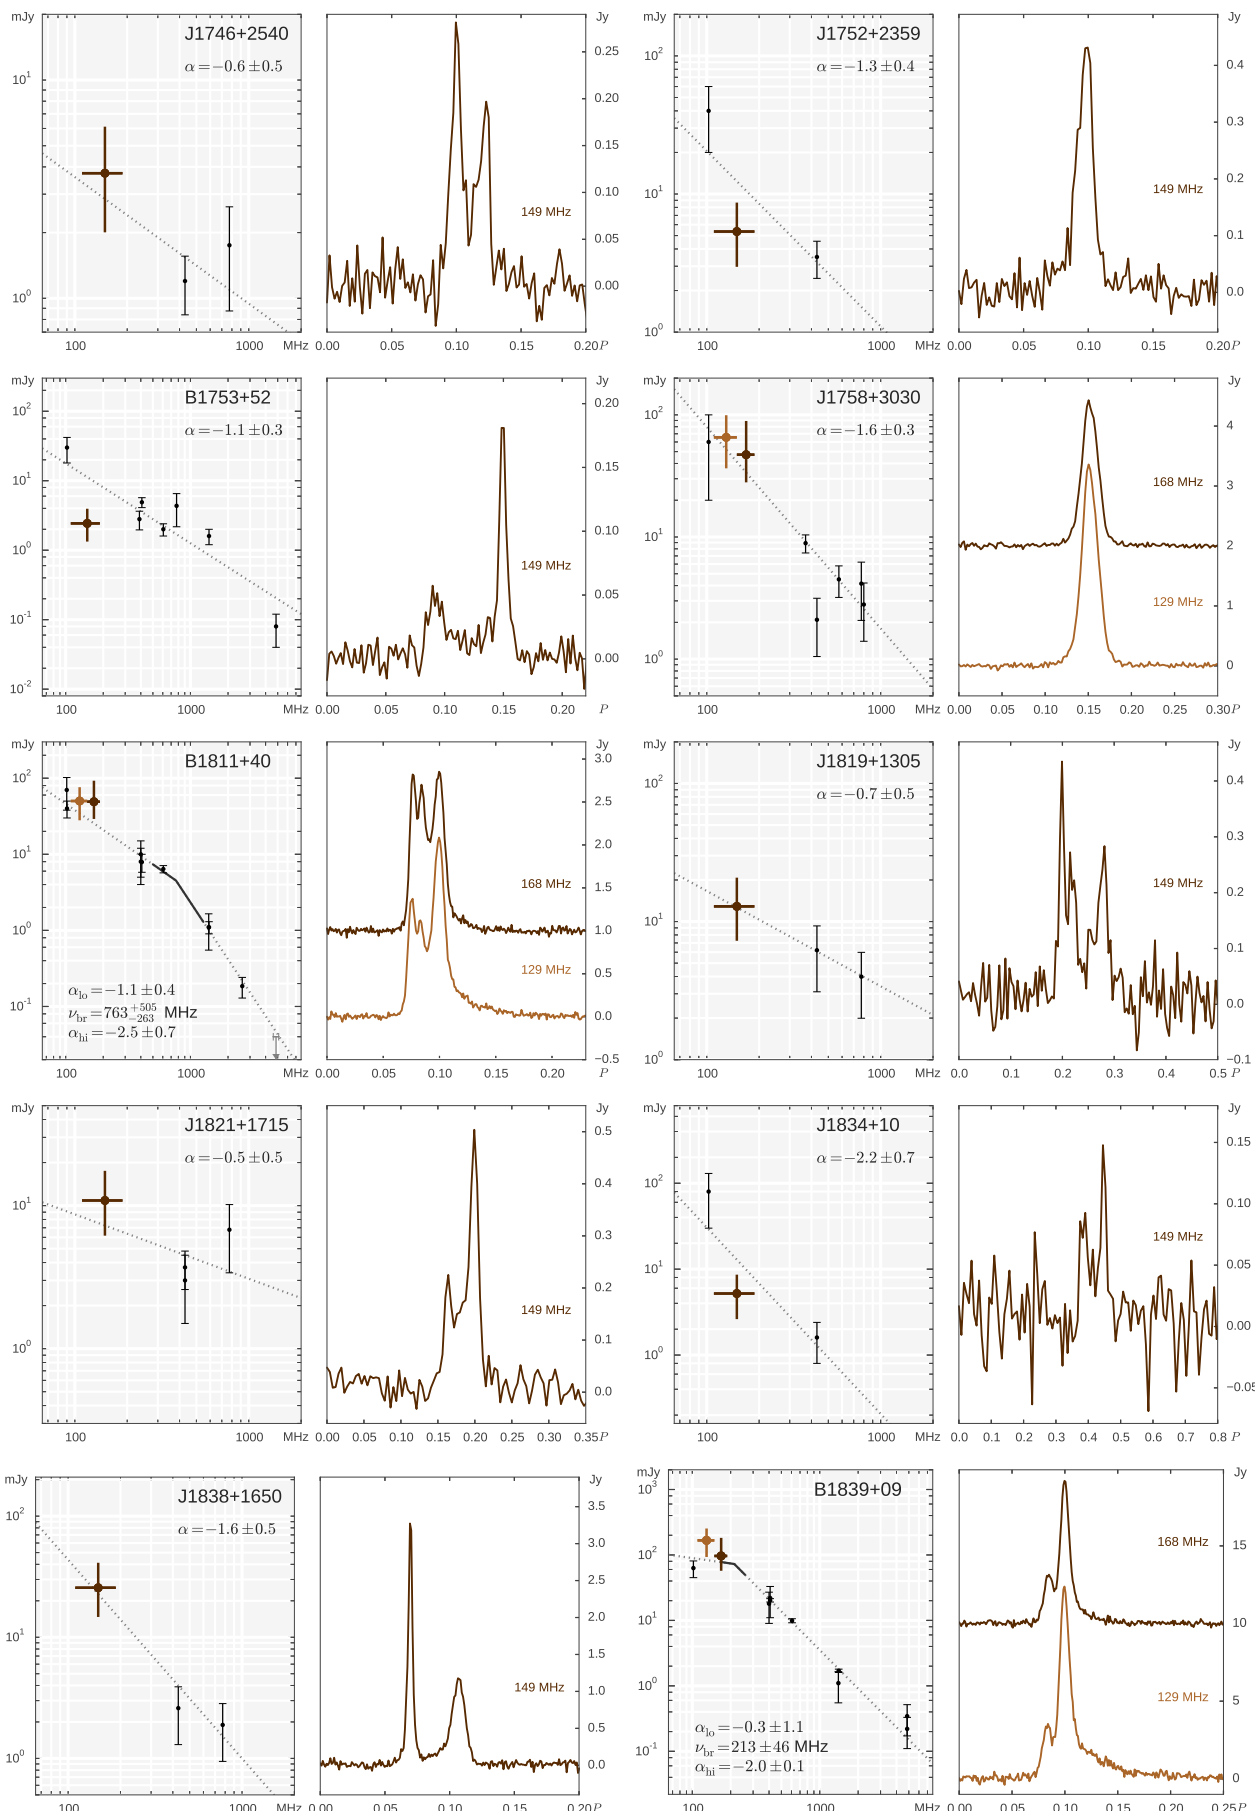 mJy
J1746+2540
α=−0.6±0.5
10¹
10⁰
100 1000 MHz
Jy
0.25
0.20
0.15
0.10
0.05
0.00
149 MHz
0.00 0.05 0.10 0.15 0.20P
mJy
J1752+2359
α=−1.3±0.4
10²
10¹
10⁰
100 1000 MHz
Jy
0.4
0.3
0.2
0.1
0.0
149 MHz
0.00 0.05 0.10 0.15 0.20P
mJy
B1753+52
α=−1.1±0.3
10²
10¹
10⁰
10⁻¹
10⁻²
100 1000 MHz
Jy
0.20
0.15
0.10
0.05
0.00
149 MHz
0.00 0.05 0.10 0.15 0.20 P
mJy
J1758+3030
α=−1.6±0.3
10²
10¹
10⁰
100 1000 MHz
Jy
4
3
2
1
0
168 MHz
129 MHz
0.00 0.05 0.10 0.15 0.20 0.25 0.30P
mJy
B1811+40
10²
10¹
10⁰
10⁻¹
α_lo=−1.1±0.4
ν_br=763⁺⁵⁰⁵₋₂₆₃ MHz
α_hi=−2.5±0.7
100 1000 MHz
Jy
3.0
2.5
2.0
1.5
1.0
0.5
0.0
−0.5
168 MHz
129 MHz
0.00 0.05 0.10 0.15 0.20 P
mJy
J1819+1305
α=−0.7±0.5
10²
10¹
10⁰
100 1000 MHz
Jy
0.4
0.3
0.2
0.1
0.0
−0.1
149 MHz
0.0 0.1 0.2 0.3 0.4 0.5P
mJy
J1821+1715
α=−0.5±0.5
10¹
10⁰
100 1000 MHz
Jy
0.5
0.4
0.3
0.2
0.1
0.0
149 MHz
0.00 0.05 0.10 0.15 0.20 0.25 0.30 0.35P
mJy
J1834+10
α=−2.2±0.7
10²
10¹
10⁰
100 1000 MHz
Jy
0.15
0.10
0.05
0.00
−0.05
149 MHz
0.0 0.1 0.2 0.3 0.4 0.5 0.6 0.7 0.8P
mJy
J1838+1650
α=−1.6±0.5
10²
10¹
10⁰
100 1000 MHz
Jy
3.5
3.0
2.5
2.0
1.5
1.0
0.5
0.0
149 MHz
0.00 0.05 0.10 0.15 0.20P
mJy
B1839+09
10³
10²
10¹
10⁰
10⁻¹
α_lo=−0.3±1.1
ν_br=213±46 MHz
α_hi=−2.0±0.1
100 1000 MHz
Jy
15
10
5
0
168 MHz
129 MHz
0.00 0.05 0.10 0.15 0.20 0.25P